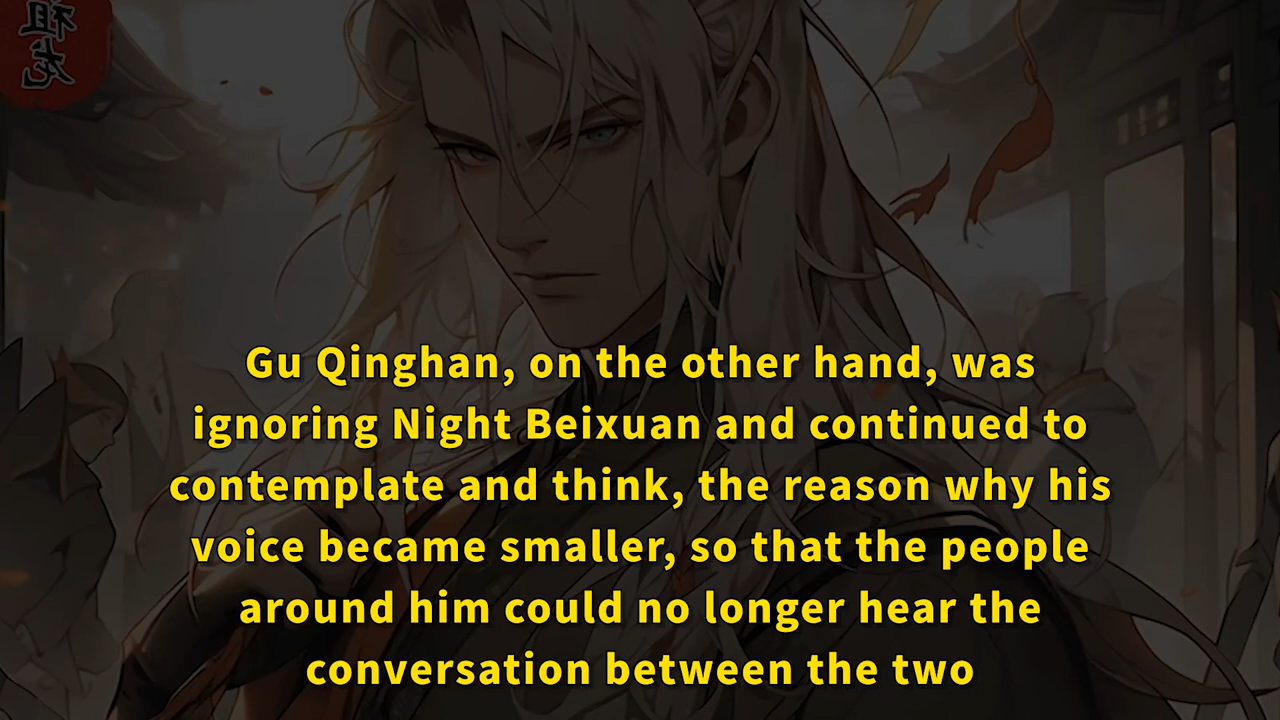 祖龙
Gu Qinghan, on the other hand, was
ignoring Night Beixuan and continued to
contemplate and think, the reason why his
voice became smaller, so that the people
around him could no longer hear the
conversation between the two